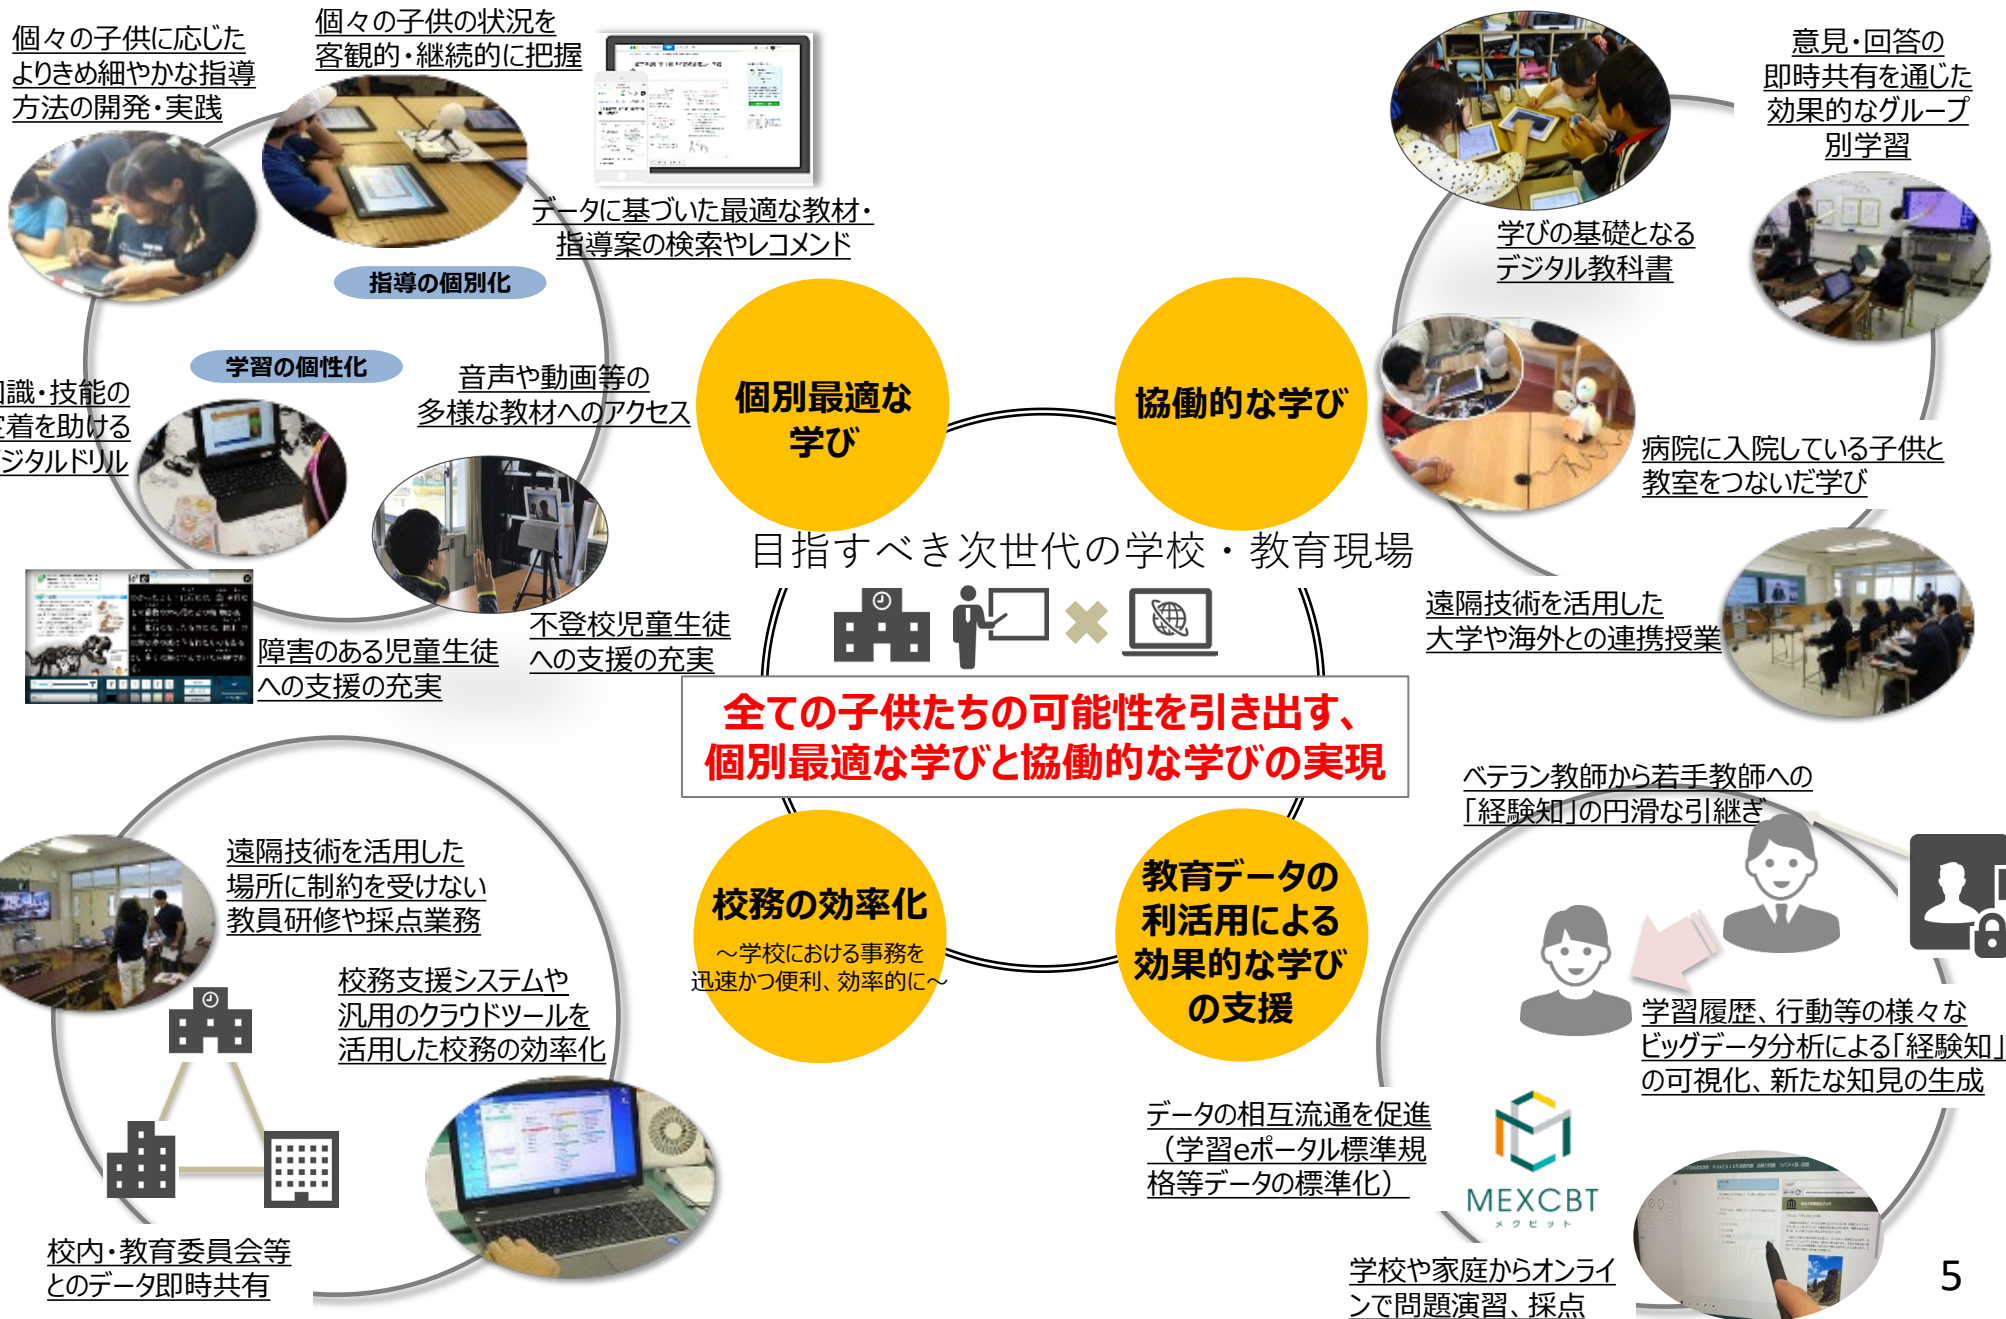 個々の子供に応じた
よりきめ細やかな指導
方法の開発・実践
個々の子供の状況を
客観的・継続的に把握
データに基づいた最適な教材・
指導案の検索やレコメンド
指導の個別化
学習の個性化
識・技能の
着を助ける
ジタルドリル
音声や動画等の
多様な教材へのアクセス
障害のある児童生徒
への支援の充実
不登校児童生徒
への支援の充実
個別最適な
学び
協働的な学び
意見・回答の
即時共有を通じた
効果的なグループ
別学習
学びの基礎となる
デジタル教科書
病院に入院している子供と
教室をつないだ学び
遠隔技術を活用した
大学や海外との連携授業
目指すべき次世代の学校・教育現場
全ての子供たちの可能性を引き出す、
個別最適な学びと協働的な学びの実現
校務の効率化
～学校における事務を
迅速かつ便利、効率的に～
教育データの
利活用による
効果的な学び
の支援
遠隔技術を活用した
場所に制約を受けない
教員研修や採点業務
校務支援システムや
汎用のクラウドツールを
活用した校務の効率化
校内・教育委員会等
とのデータ即時共有
ベテラン教師から若手教師への
「経験知」の円滑な引継ぎ
学習履歴、行動等の様々な
ビッグデータ分析による「経験知」
の可視化、新たな知見の生成
データの相互流通を促進
（学習eポータル標準規
格等データの標準化）
MEXCBT
メクビット
学校や家庭からオンライ
ンで問題演習、採点
5